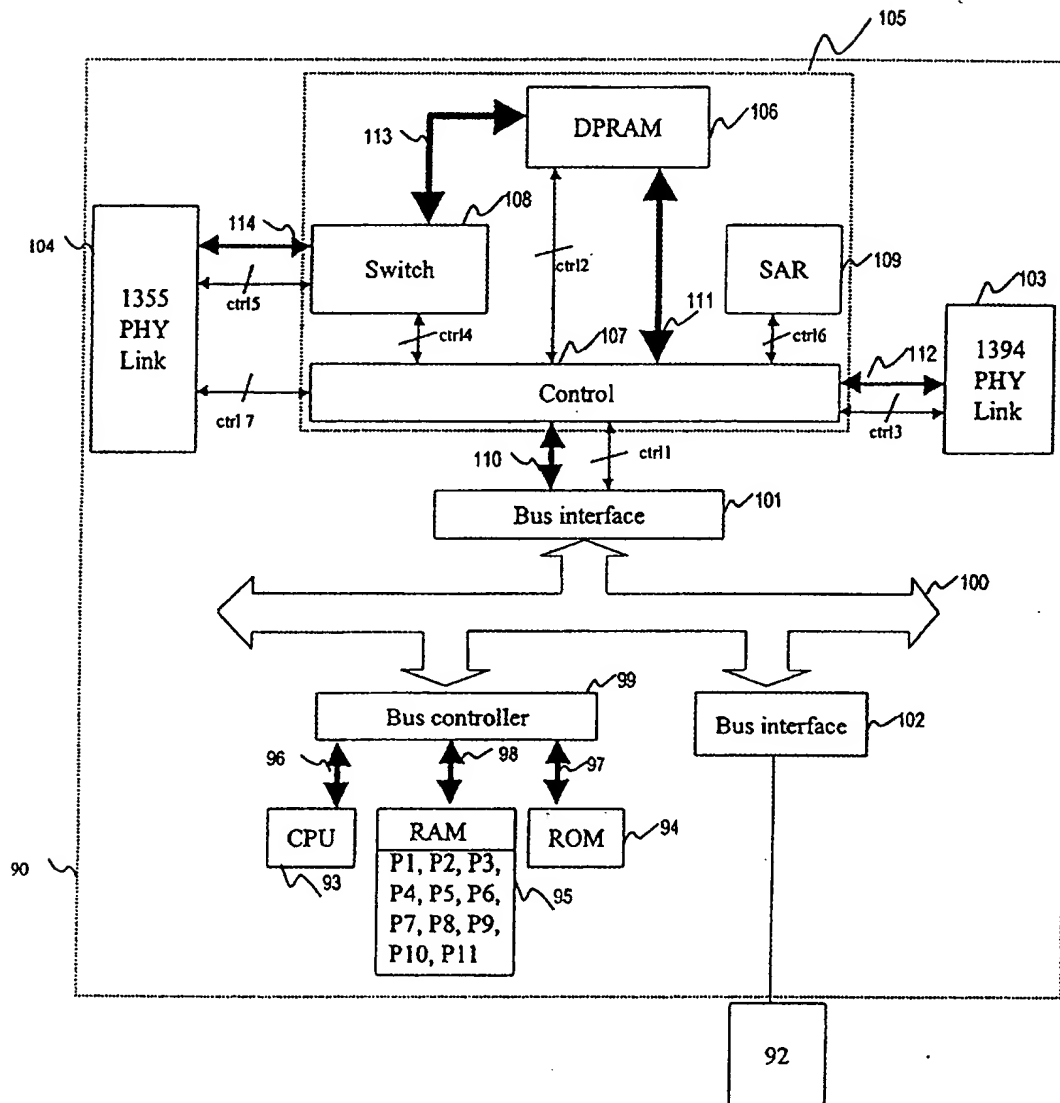 105
DPRAM
106
113
108
104
114
Switch
ctrl5
ctrl2
SAR
109
103
1355
PHY
Link
ctrl4
107
111
ctrl6
112
1394
PHY
Link
Control
ctrl7
ctrl3
110
ctrl1
Bus interface
101
100
99
Bus controller
Bus interface
102
96
98
97
CPU
RAM
ROM
94
93
P1, P2, P3,
P4, P5, P6,
P7, P8, P9,
P10, P11
95
90
92